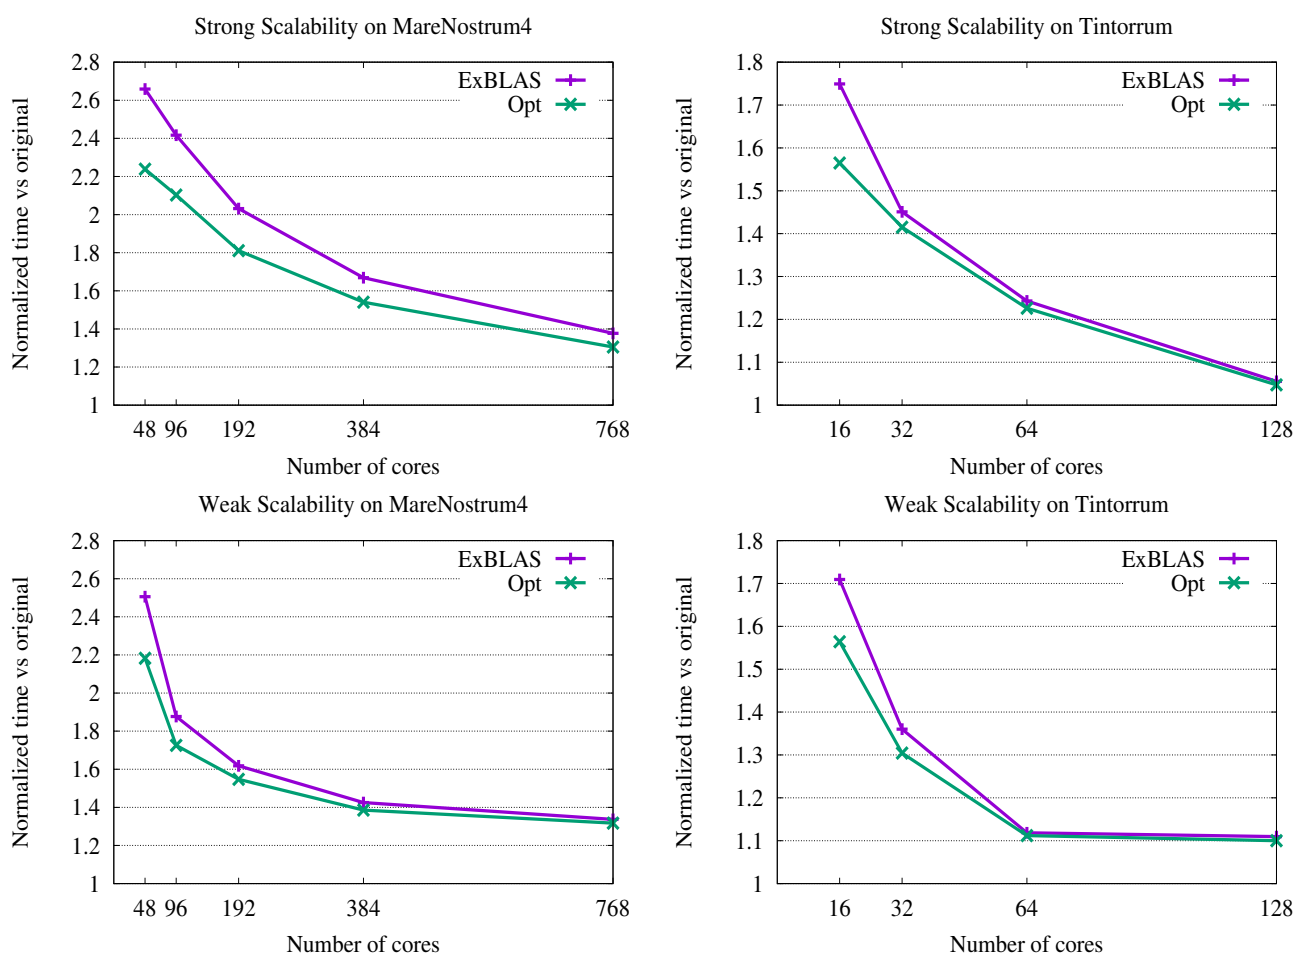 Strong Scalability on MareNostrum4
Normalized time vs original
2.8
2.6
2.4
2.2
2
1.8
1.6
1.4
1.2
1
ExBLAS
Opt
48 96 192 384 768
Number of cores
Strong Scalability on Tintorrum
Normalized time vs original
1.8
1.7
1.6
1.5
1.4
1.3
1.2
1.1
1
ExBLAS
Opt
16 32 64 128
Number of cores
Weak Scalability on MareNostrum4
Normalized time vs original
2.8
2.6
2.4
2.2
2
1.8
1.6
1.4
1.2
1
ExBLAS
Opt
48 96 192 384 768
Number of cores
Weak Scalability on Tintorrum
Normalized time vs original
1.8
1.7
1.6
1.5
1.4
1.3
1.2
1.1
1
ExBLAS
Opt
16 32 64 128
Number of cores